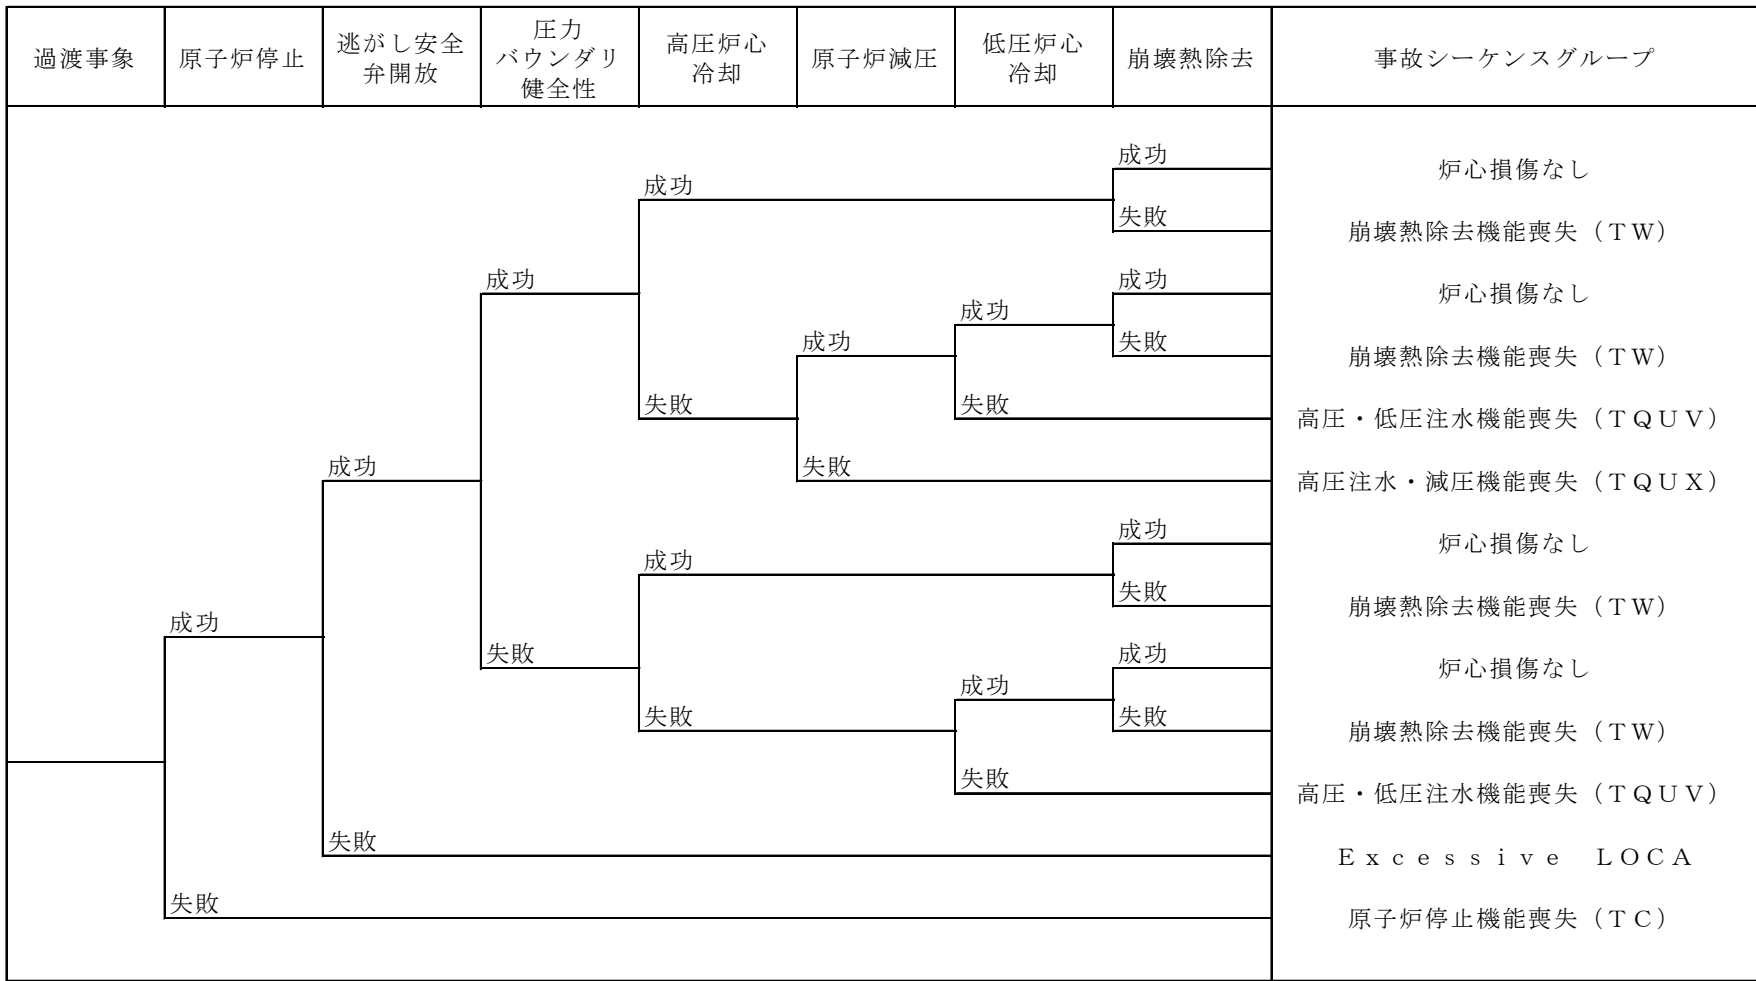 過渡事象
原子炉停止
逃がし安全
弁開放
圧力
バウンダリ
健全性
高圧炉心
冷却
原子炉減圧
低圧炉心
冷却
崩壊熱除去
事故シーケンスグループ
成功
炉心損傷なし
成功
失敗
崩壊熱除去機能喪失（ＴＷ）
成功
成功
炉心損傷なし
成功
成功
失敗
崩壊熱除去機能喪失（ＴＷ）
失敗
失敗
高圧・低圧注水機能喪失（ＴＱＵＶ）
成功
失敗
高圧注水・減圧機能喪失（ＴＱＵＸ）
成功
炉心損傷なし
成功
失敗
崩壊熱除去機能喪失（ＴＷ）
成功
失敗
成功
炉心損傷なし
成功
失敗
失敗
崩壊熱除去機能喪失（ＴＷ）
失敗
高圧・低圧注水機能喪失（ＴＱＵＶ）
失敗
Ｅｘｃｅｓｓｉｖｅ　ＬＯＣＡ
失敗
原子炉停止機能喪失（ＴＣ）